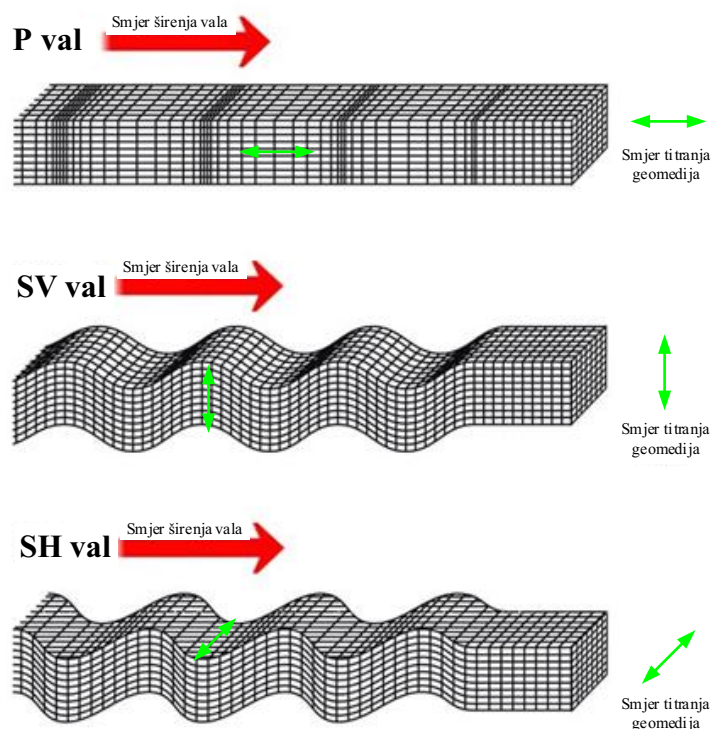 Smjer širenja vala
P val
Smjer titranja
geomedija
Smjer širenja vala
SV val
Smjer titranja
geomedija
Smjer širenja vala
SH val
Smjer titranja
geomedija